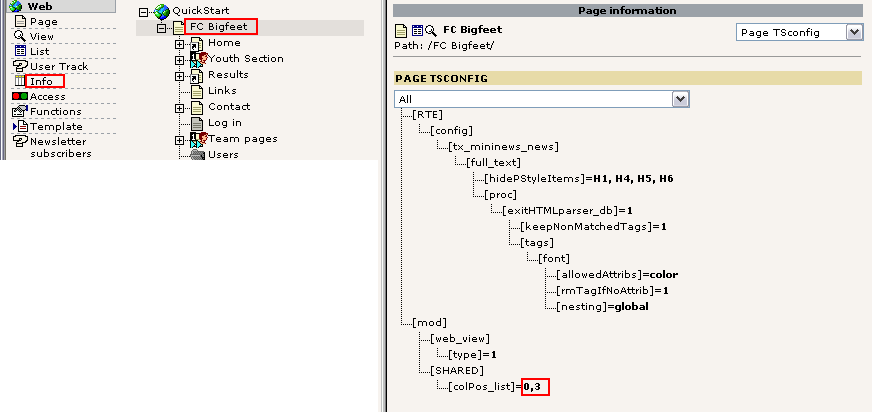 Web
Page
View
List
User Track
Info
Access
Functions
Template
Newsletter
subscribers
QuickStart
FC Bigfeet
Home
Youth Section
Results
Links
Contact
Log in
Team pages
Users
Page information
FC Bigfeet
Page TSconfig
Path: /FC Bigfeet/
PAGE TSCONFIG
All
[RTE]
[config]
[tx_mininews_news]
[full_text]
[hidePStyleItems]=H1, H4, H5, H6
[proc]
[exitHTMLparser_db]=1
[keepNonMatchedTags]=1
[tags]
[font]
[allowedAttribs]=color
[rmTagIfNoAttrib]=1
[nesting]=global
[mod]
[web_view]
[type]=1
[SHARED]
[colPos_list]=0,3